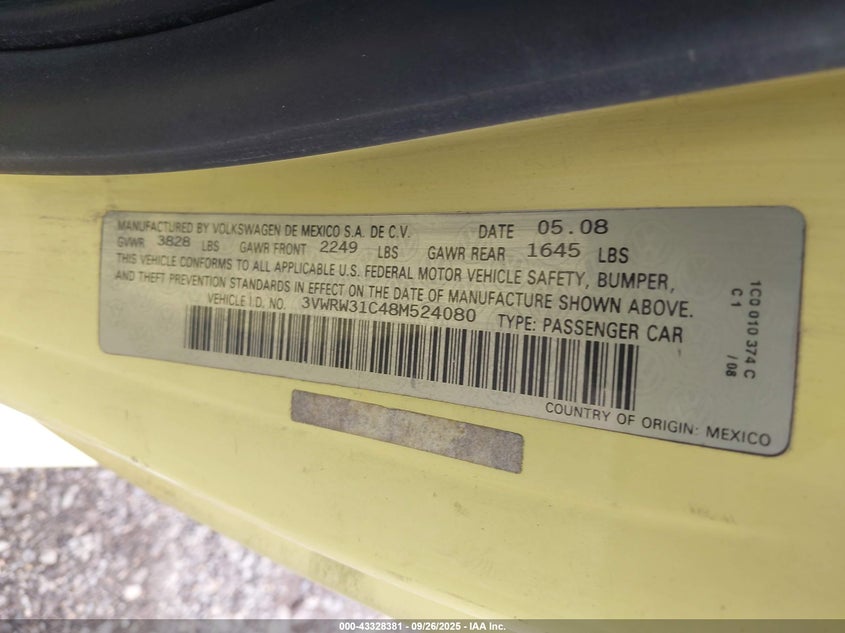 MANUFACTURED BY VOLKSWAGEN DE MEXICO S.A. DE C.V. DATE 05.08
GVWR 3828 LBS GAWR FRONT 2249 LBS GAWR REAR 1645 LBS
THIS VEHICLE CONFORMS TO ALL APPLICABLE U.S. FEDERAL MOTOR VEHICLE SAFETY, BUMPER,
AND THEFT PREVENTION STANDARDS IN EFFECT ON THE DATE OF MANUFACTURE SHOWN ABOVE.
VEHICLE I.D. NO. 3VWRW31C48M524080 TYPE: PASSENGER CAR
COUNTRY OF ORIGIN: MEXICO
1C0 010 374 C
C 1 /08
000-43328381 | 09/26/2025 | IAA Inc.